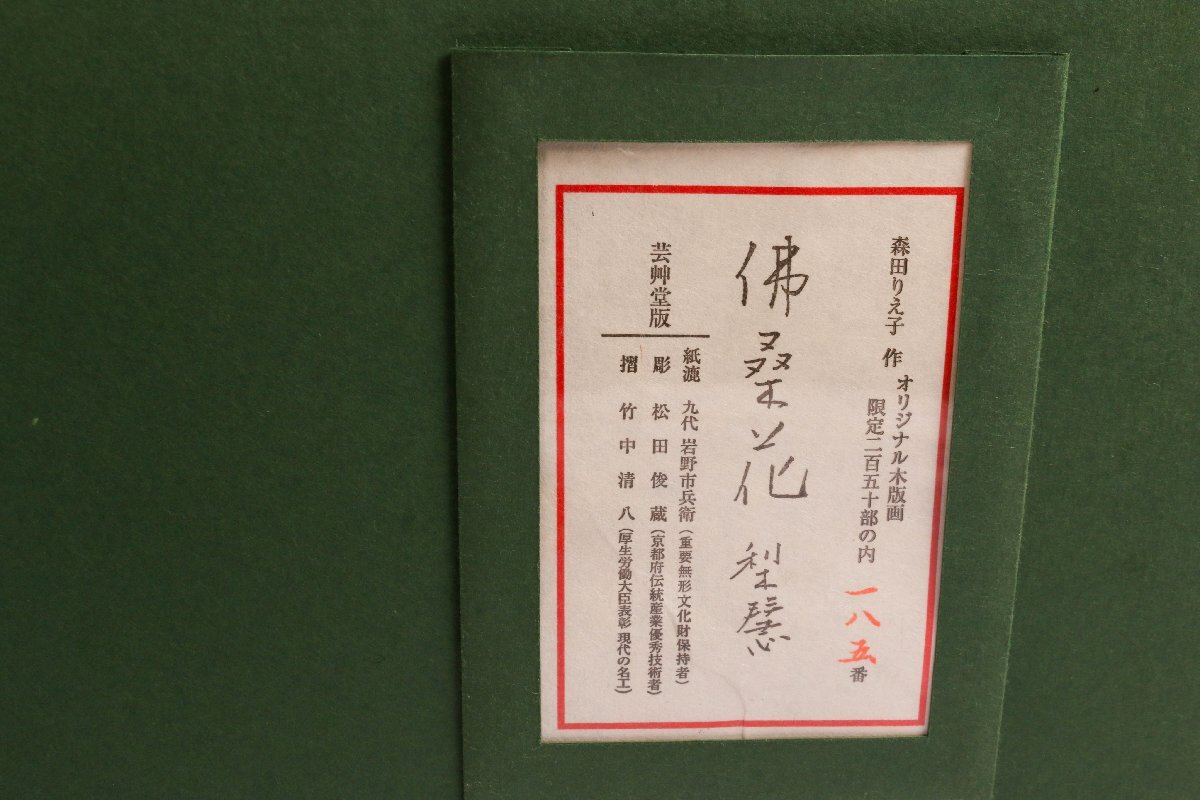 森田りえ子 作
オリジナル木版画
限定二百五十部の内 一八五番
佛桑花 梨慧
芸艸堂版
紙漉 九代 岩野市兵衛(重要無形文化財保持者)
彫 松田俊蔵(京都府伝統産業優秀技術者)
摺 竹中清八(厚生労働大臣表彰 現代の名工)